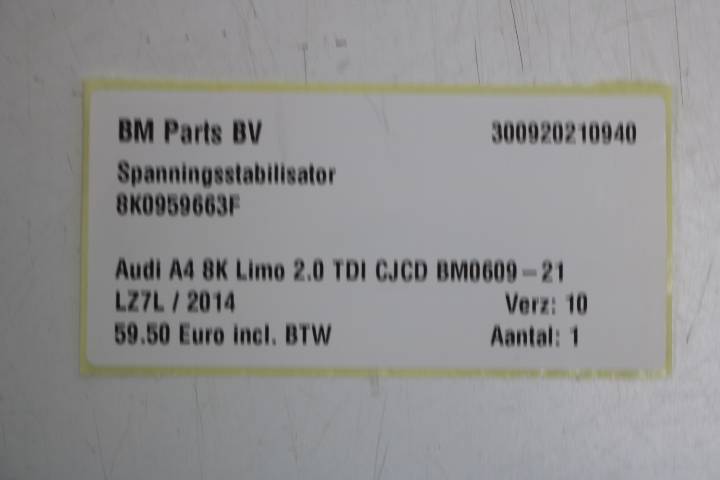 BM Parts BV 300920210940
Spanningsstabilisator
8K0959663F
Audi A4 8K Limo 2.0 TDI CJCD BM0609-21
LZ7L / 2014 Verz: 10
59.50 Euro incl. BTW Aantal: 1